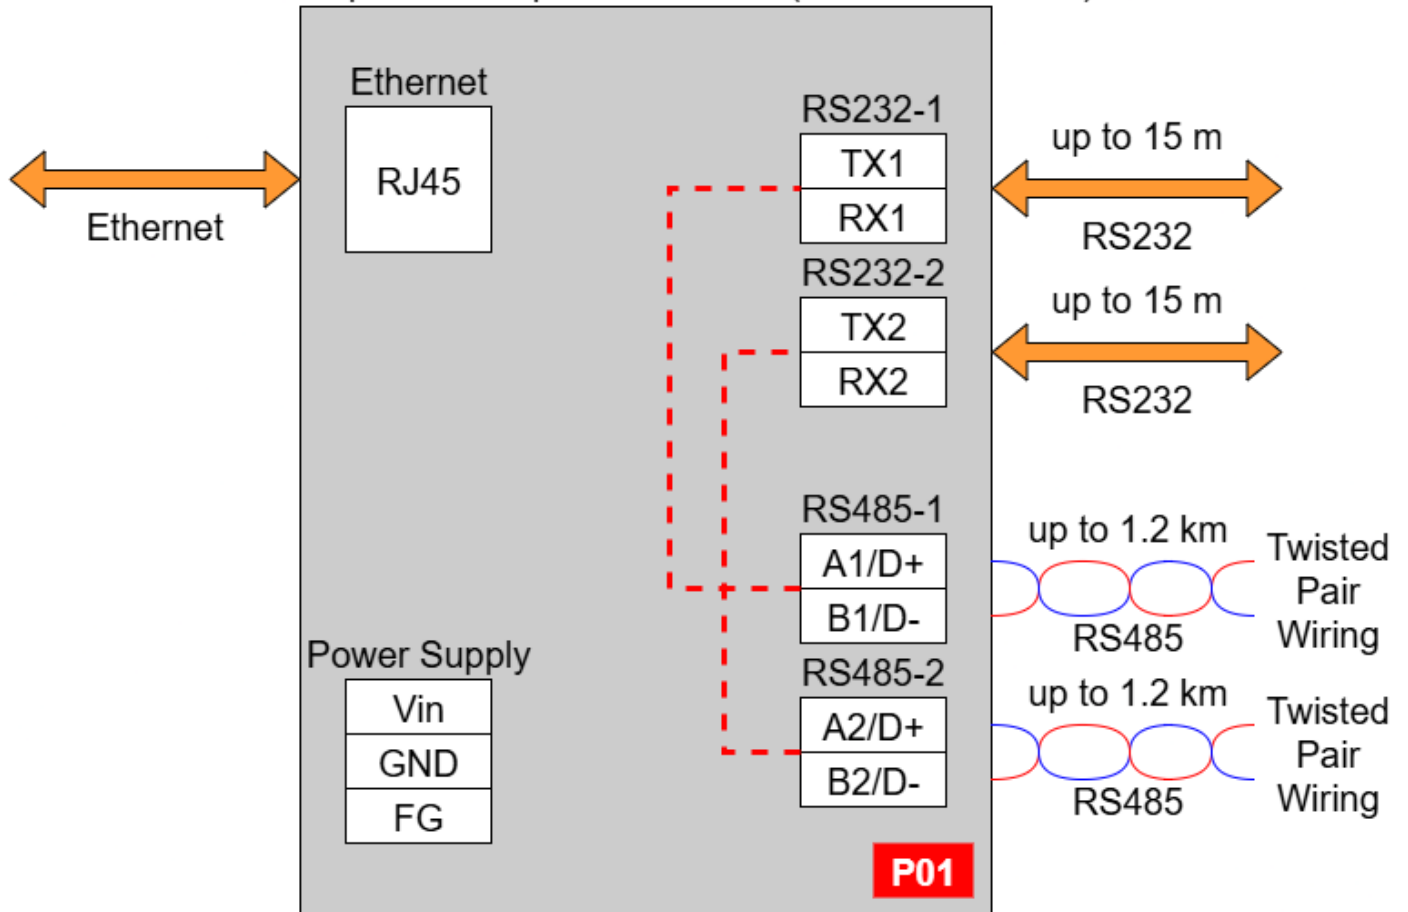 Ethernet
RJ45
Ethernet
RS232-1
TX1
RX1
up to 15 m
RS232
RS232-2
TX2
RX2
up to 15 m
RS232
RS485-1
A1/D+
B1/D-
up to 1.2 km
RS485
Twisted
Pair
Wiring
Power Supply
Vin
GND
FG
RS485-2
A2/D+
B2/D-
up to 1.2 km
RS485
Twisted
Pair
Wiring
P01